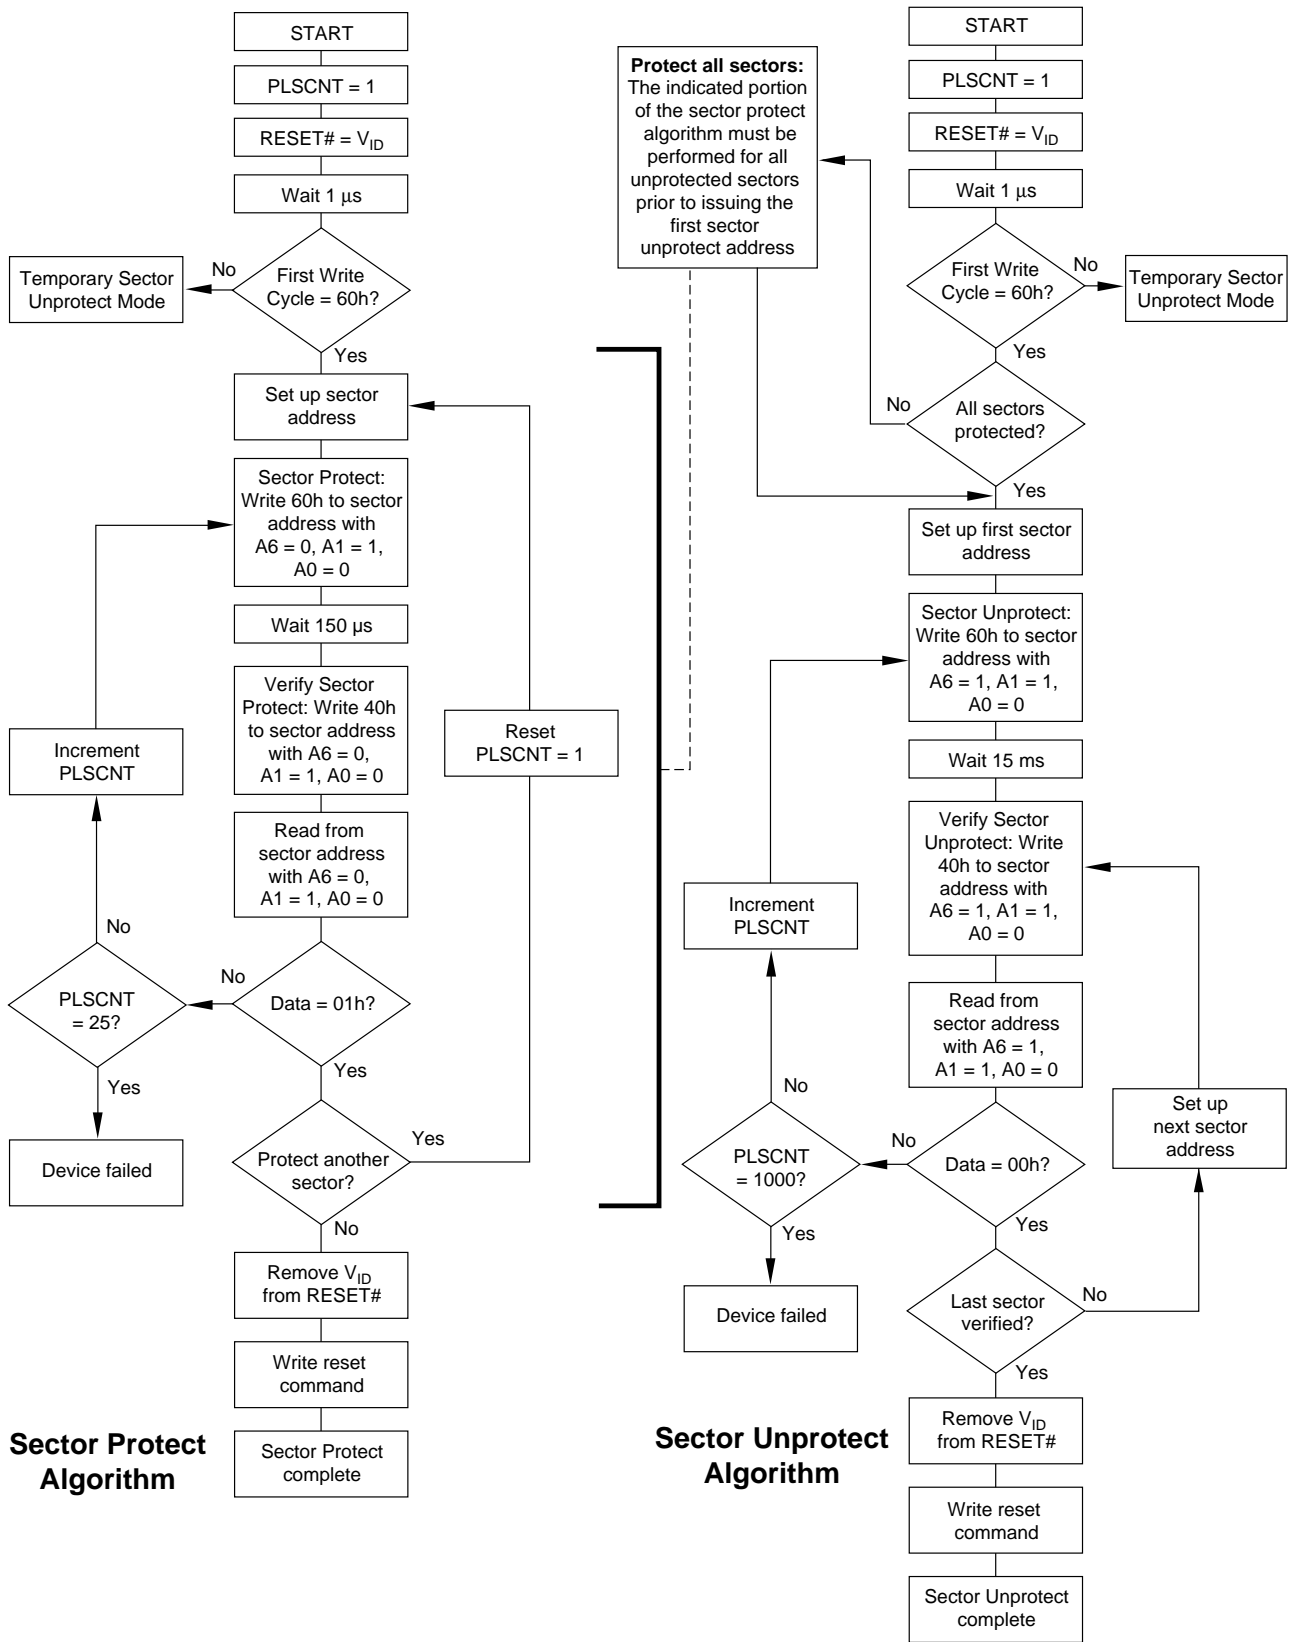 START
PLSCNT = 1
RESET# = VID
Wait 1 μs
First Write
Cycle = 60h?
No
Temporary Sector
Unprotect Mode
Yes
Set up sector
address
Sector Protect:
Write 60h to sector
address with
A6 = 0, A1 = 1,
A0 = 0
Wait 150 µs
Verify Sector
Protect: Write 40h
to sector address
with A6 = 0,
A1 = 1, A0 = 0
Reset
PLSCNT = 1
Increment
PLSCNT
Read from
sector address
with A6 = 0,
A1 = 1, A0 = 0
No
No
PLSCNT
= 25?
Data = 01h?
Yes
Yes
Device failed
Protect another
sector?
Yes
No
Remove VID
from RESET#
Write reset
command
Sector Protect
complete
Sector Protect
Algorithm
Protect all sectors:
The indicated portion
of the sector protect
algorithm must be
performed for all
unprotected sectors
prior to issuing the
first sector
unprotect address
START
PLSCNT = 1
RESET# = VID
Wait 1 μs
First Write
Cycle = 60h?
No
Temporary Sector
Unprotect Mode
Yes
No
All sectors
protected?
Yes
Set up first sector
address
Sector Unprotect:
Write 60h to sector
address with
A6 = 1, A1 = 1,
A0 = 0
Wait 15 ms
Verify Sector
Unprotect: Write
40h to sector
address with
A6 = 1, A1 = 1,
A0 = 0
Increment
PLSCNT
Read from
sector address
with A6 = 1,
A1 = 1, A0 = 0
No
No
Set up
next sector
address
PLSCNT
= 1000?
Data = 00h?
Yes
Yes
Device failed
Last sector
verified?
No
Yes
Remove VID
from RESET#
Write reset
command
Sector Unprotect
complete
Sector Unprotect
Algorithm